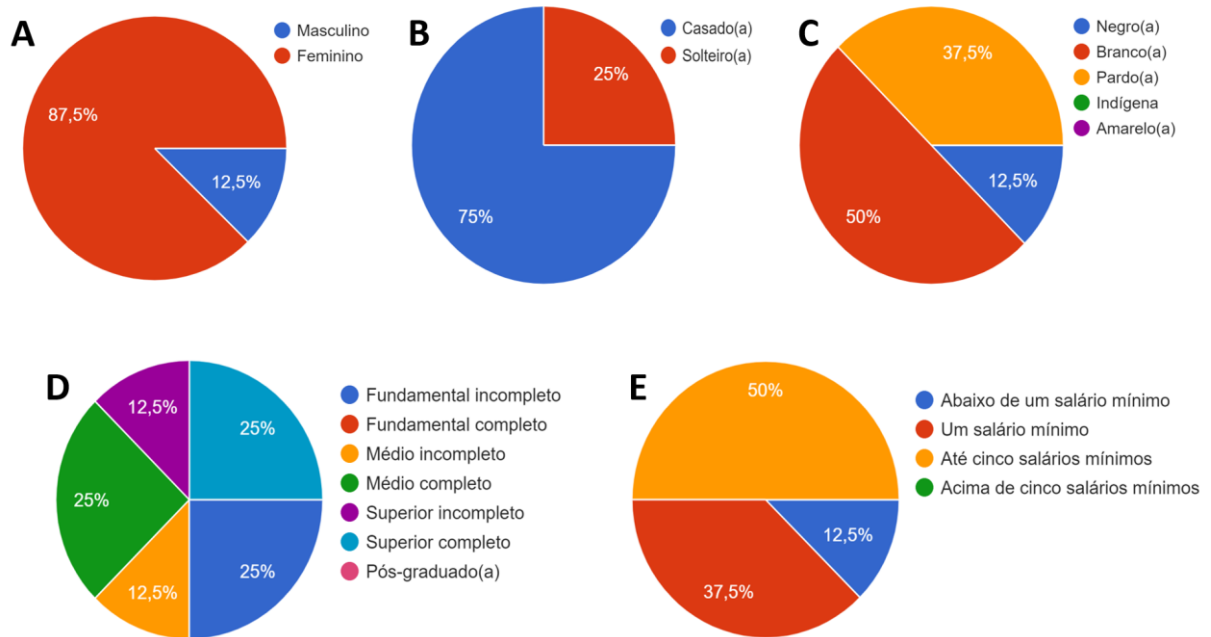 A
Masculino
Feminino
87,5%
12,5%
B
Casado(a)
Solteiro(a)
25%
75%
C
Negro(a)
Branco(a)
Pardo(a)
Indígena
Amarelo(a)
37,5%
12,5%
50%
D
Fundamental incompleto
Fundamental completo
Médio incompleto
Médio completo
Superior incompleto
Superior completo
Pós-graduado(a)
12,5%
25%
25%
12,5%
25%
E
Abaixo de um salário mínimo
Um salário mínimo
Até cinco salários mínimos
Acima de cinco salários mínimos
50%
12,5%
37,5%